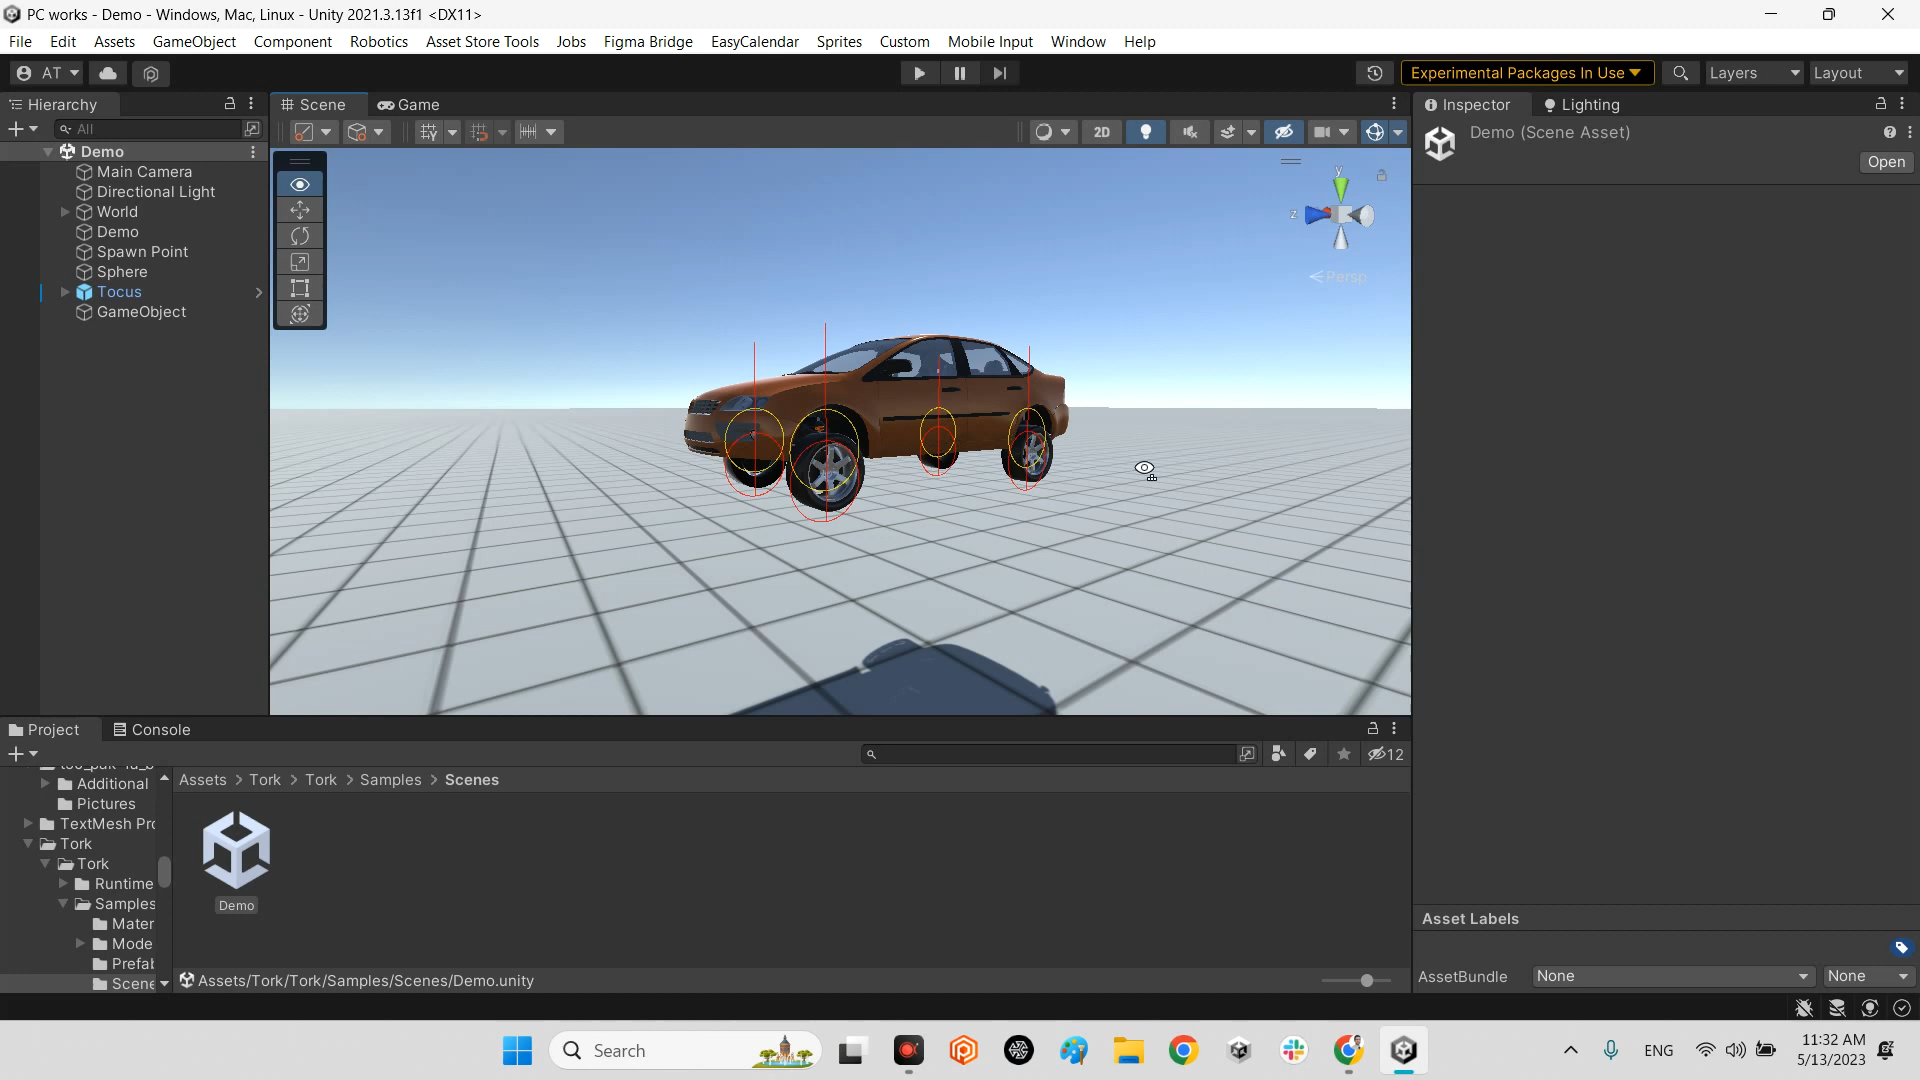 PC works - Demo - Windows, Mac, Linux - Unity 2021.3.13f1 <DX11>
File Edit Assets GameObject Component Robotics Asset Store Tools Jobs Figma Bridge EasyCalendar Sprites Custom Mobile Input Window Help
AT Experimental Packages In Use Layers Layout
Hierarchy Scene Game Inspector Lighting
All 2D Demo (Scene Asset)
Open
Demo
Main Camera
Directional Light
World
Demo
Spawn Point
Sphere
Tocus
GameObject
y
z
Persp
Project Console
12
Assets > Tork > Tork > Samples > Scenes
Additional
Pictures
TextMesh Pro
Tork
Tork
Runtime
Samples
Mater
Mode
Prefab
Scene
Demo
Assets/Tork/Tork/Samples/Scenes/Demo.unity
Asset Labels
AssetBundle None None
Search
ENG
11:32 AM
5/13/2023